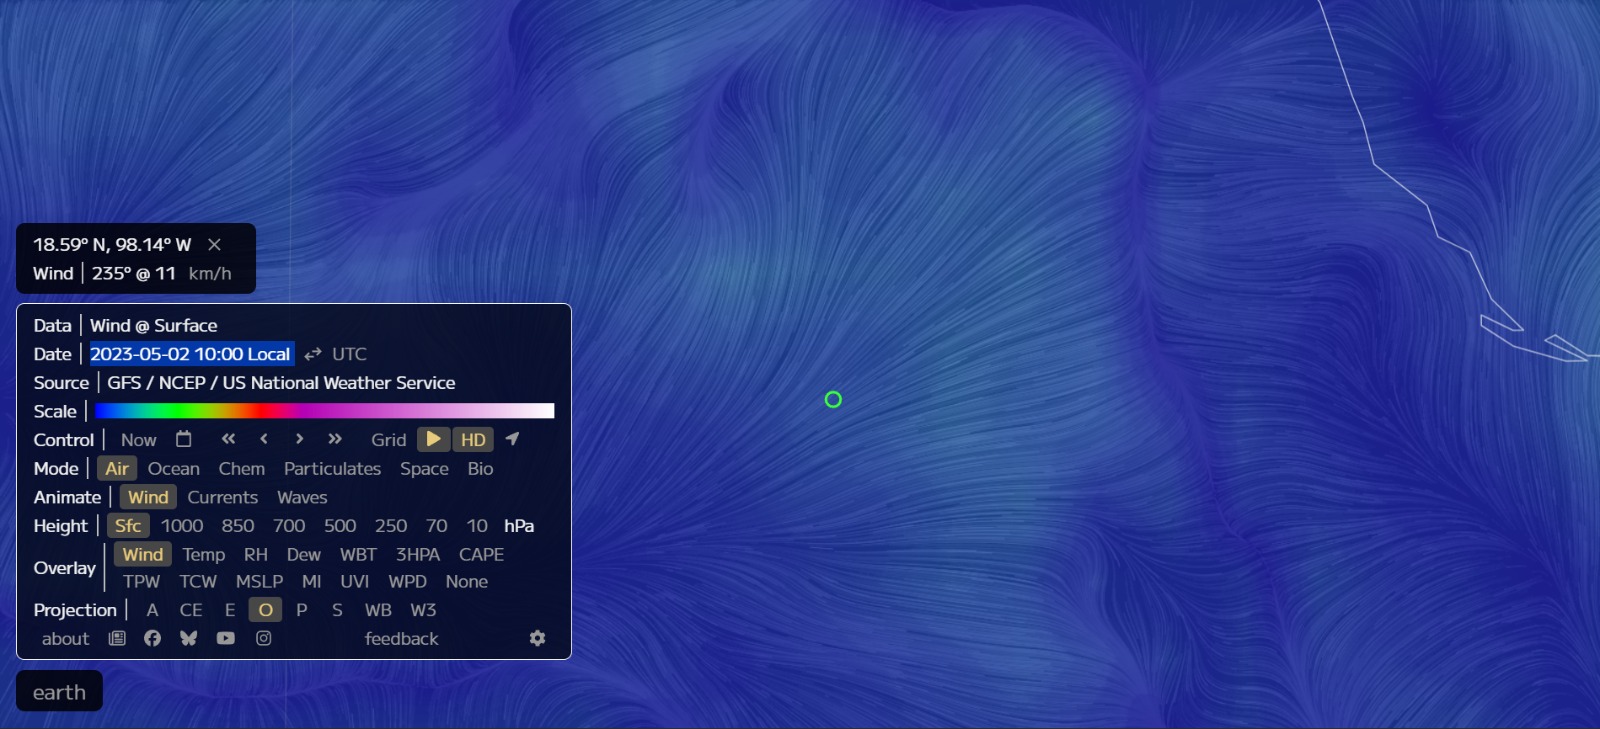 18.59° N, 98.14° W ×
Wind | 235° @ 11 km/h
Data | Wind @ Surface
Date | 2023-05-02 10:00 Local ⇄ UTC
Source | GFS / NCEP / US National Weather Service
Scale |
Control | Now « ‹ › » Grid ▶ HD
Mode | Air Ocean Chem Particulates Space Bio
Animate | Wind Currents Waves
Height | Sfc 1000 850 700 500 250 70 10 hPa
Overlay | Wind Temp RH Dew WBT 3HPA CAPE
TPW TCW MSLP MI UVI WPD None
Projection | A CE E O P S WB W3
about feedback
earth